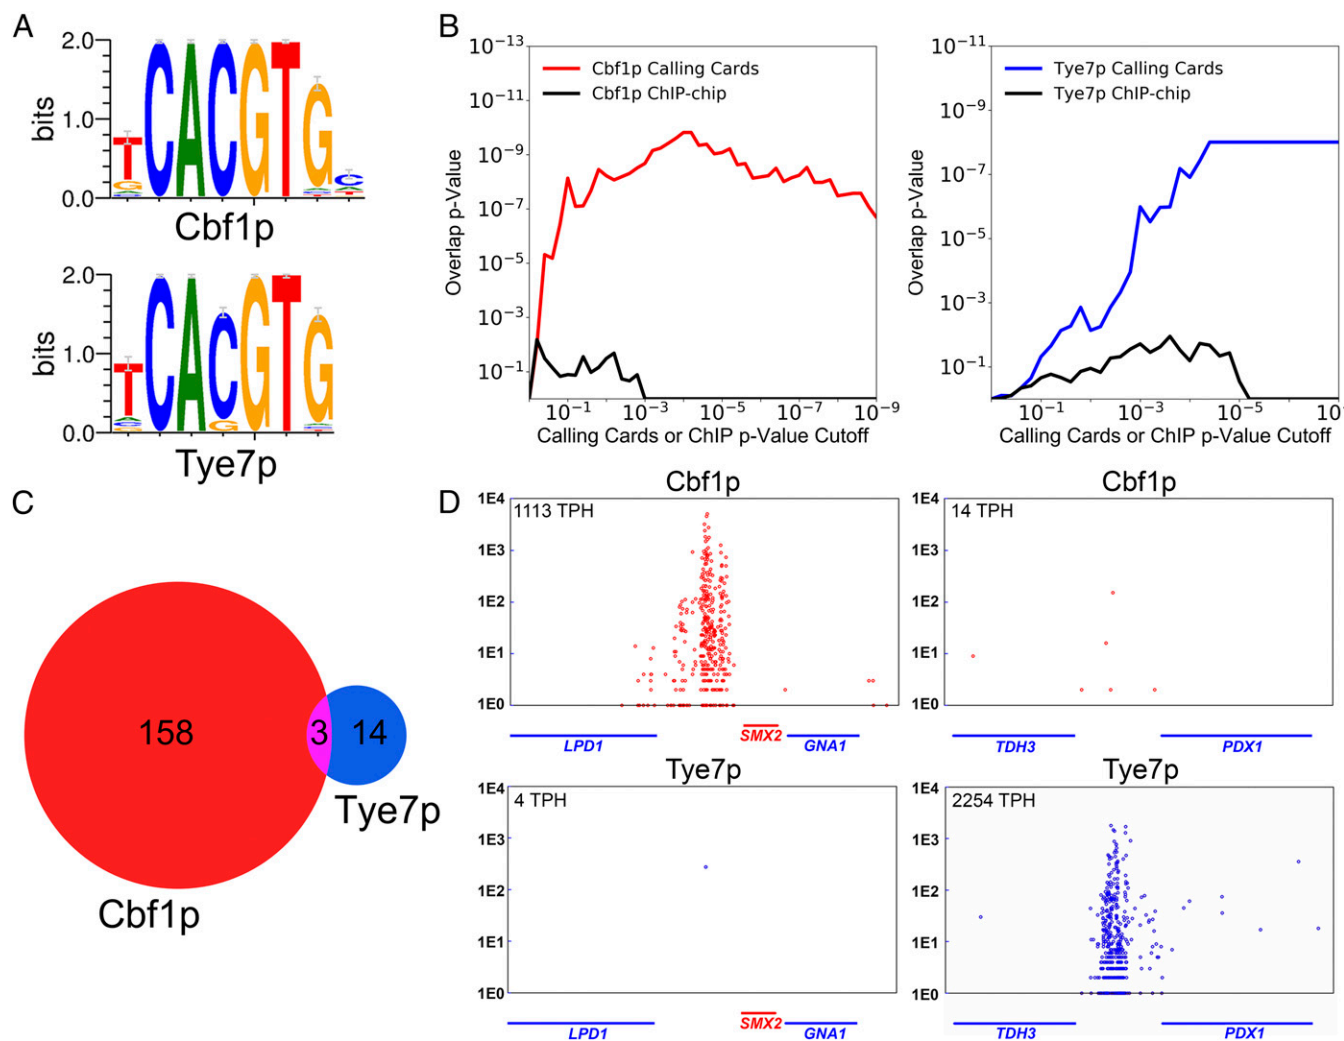 A
2.0
bits
1.0
0.0
TCACGTGC
Cbf1p
2.0
bits
1.0
0.0
TCACGTG
Tye7p
B
10-13
10-11
10-9
10-7
10-5
10-3
10-1
Overlap p-Value
Cbf1p Calling Cards
Cbf1p ChIP-chip
10-1 10-3 10-5 10-7 10-9
Calling Cards or ChIP p-Value Cutoff
10-11
10-9
10-7
10-5
10-3
10-1
Overlap p-Value
Tye7p Calling Cards
Tye7p ChIP-chip
10-1 10-3 10-5 10
Calling Cards or ChIP p-Value Cutoff
C
158
3
14
Cbf1p
Tye7p
D
Cbf1p
1113 TPH
1E4
1E3
1E2
1E1
1E0
LPD1 SMX2 GNA1
Cbf1p
14 TPH
1E4
1E3
1E2
1E1
1E0
TDH3 PDX1
Tye7p
4 TPH
1E4
1E3
1E2
1E1
1E0
LPD1 SMX2 GNA1
Tye7p
2254 TPH
1E4
1E3
1E2
1E1
1E0
TDH3 PDX1